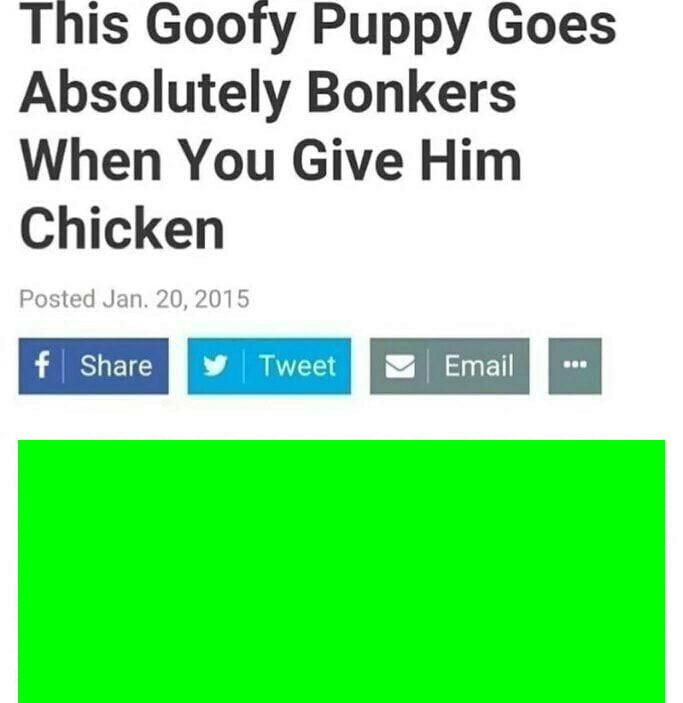 This Goofy Puppy Goes
Absolutely Bonkers
When You Give Him
Chicken
Posted Jan. 20, 2015
f Share Tweet Email ...